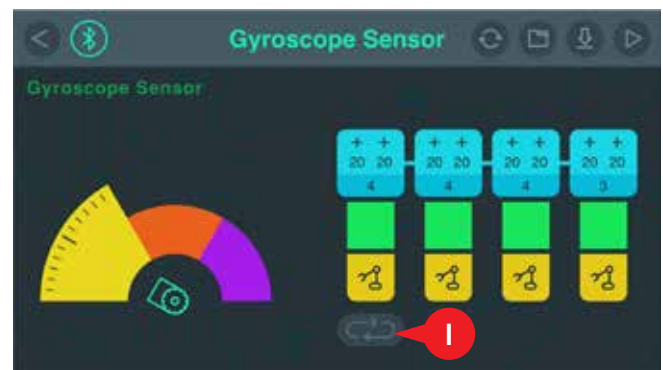 Gyroscope Sensor
Gyroscope Sensor
+ + + + + + + +
20 20 20 20 20 20 20 20
4 4 4 3
I